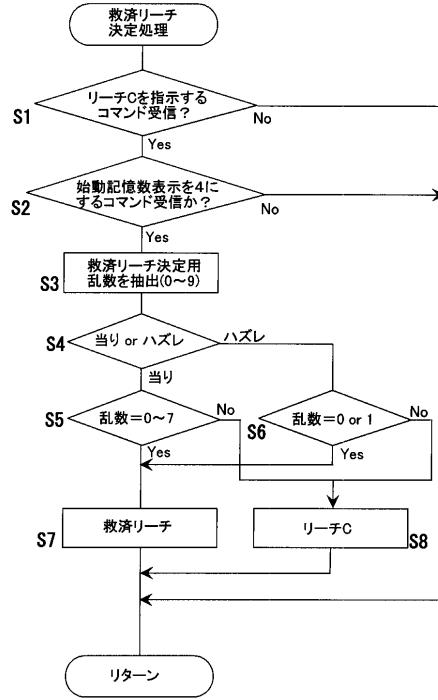 救済リーチ
決定処理
リーチCを指示する
コマンド受信？
S1
No
Yes
始動記憶数表示を4に
するコマンド受信か？
S2
No
Yes
救済リーチ決定用
乱数を抽出(0～9)
S3
当り or ハズレ
ハズレ
S4
当り
乱数＝0～7
No
S5
乱数＝0 or 1
No
S6
Yes
Yes
救済リーチ
リーチC
S7
S8
リターン